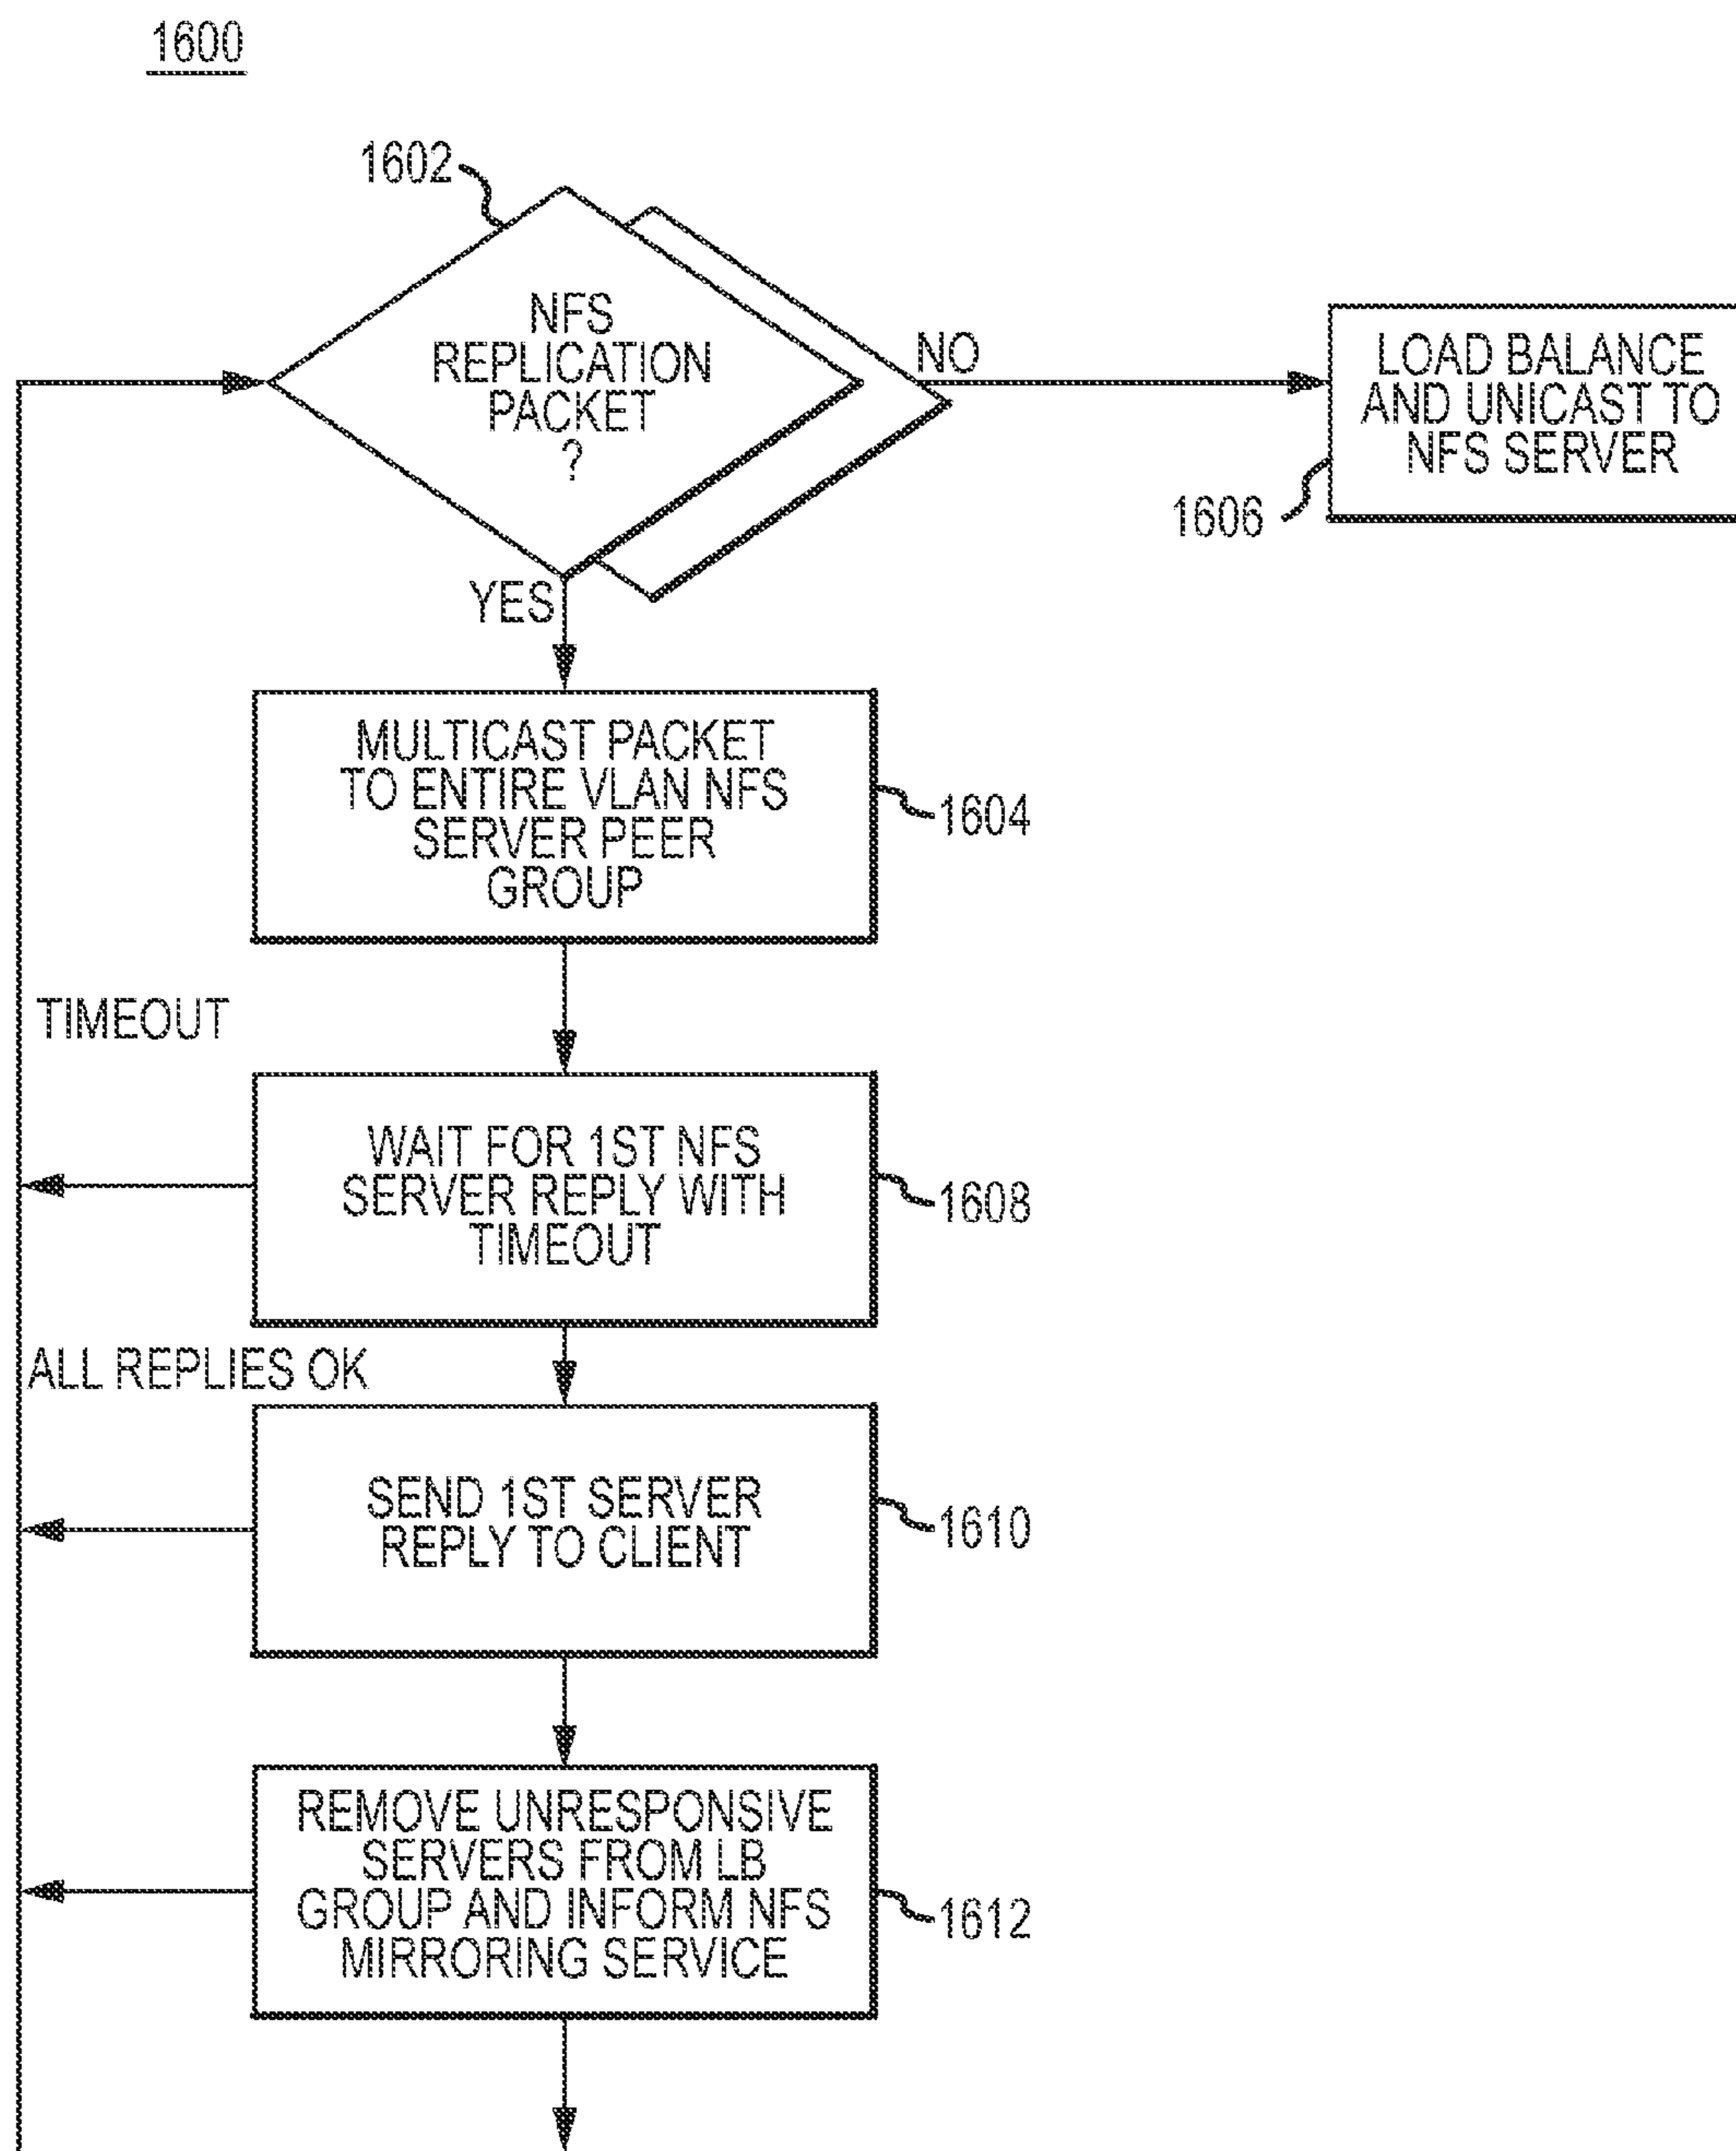 1600
1602
NFS
REPLICATION
PACKET
?
NO
LOAD BALANCE
AND UNICAST TO
NFS SERVER
1606
YES
MULTICAST PACKET
TO ENTIRE VLAN NFS
SERVER PEER
GROUP
1604
TIMEOUT
WAIT FOR 1ST NFS
SERVER REPLY WITH
TIMEOUT
1608
ALL REPLIES OK
SEND 1ST SERVER
REPLY TO CLIENT
1610
REMOVE UNRESPONSIVE
SERVERS FROM LB
GROUP AND INFORM NFS
MIRRORING SERVICE
1612